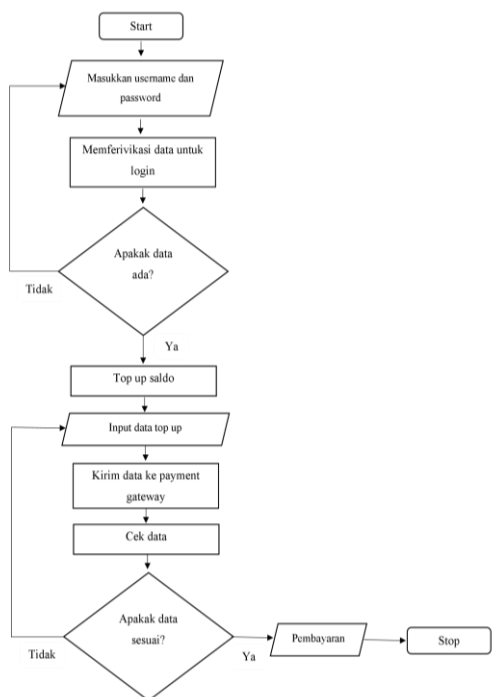 Start
Masukkan username dan
password
Memferivikasi data untuk
login
Apakak data
ada?
Tidak
Ya
Top up saldo
Input data top up
Kirim data ke payment
gateway
Cek data
Apakak data
sesuai?
Tidak
Ya
Pembayaran
Stop